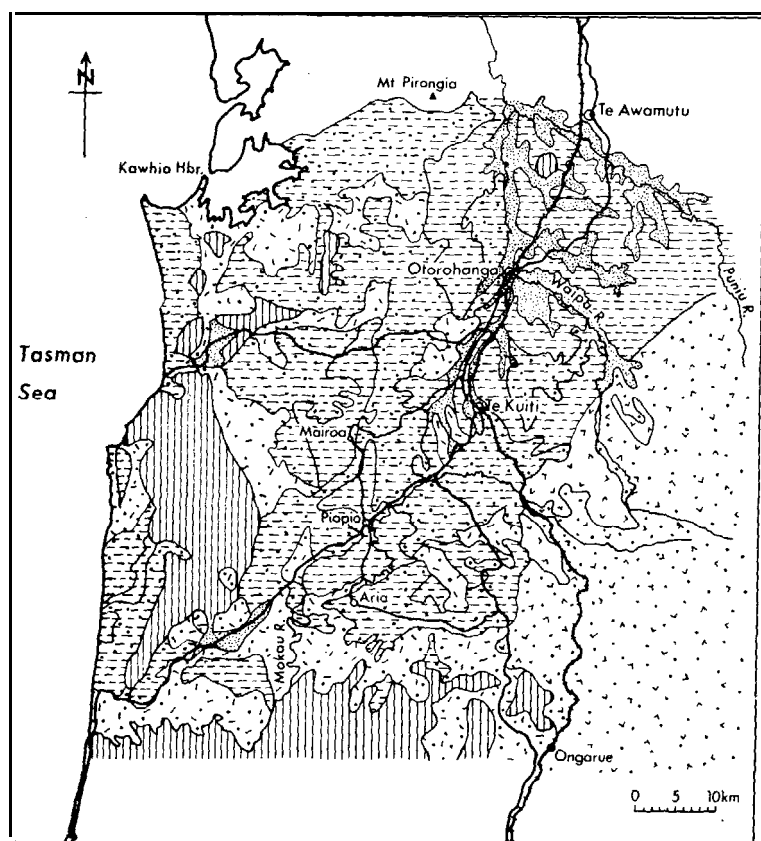 N
Mt Pirongia
Te Awamutu
Kawhia Hbr.
Otorohanga
Waipa R.
Puniu R.
Tasman
Sea
Te Kuiti
Mairoa
Piopio
Aria
Mokau R.
Ongarue
0 5 10km